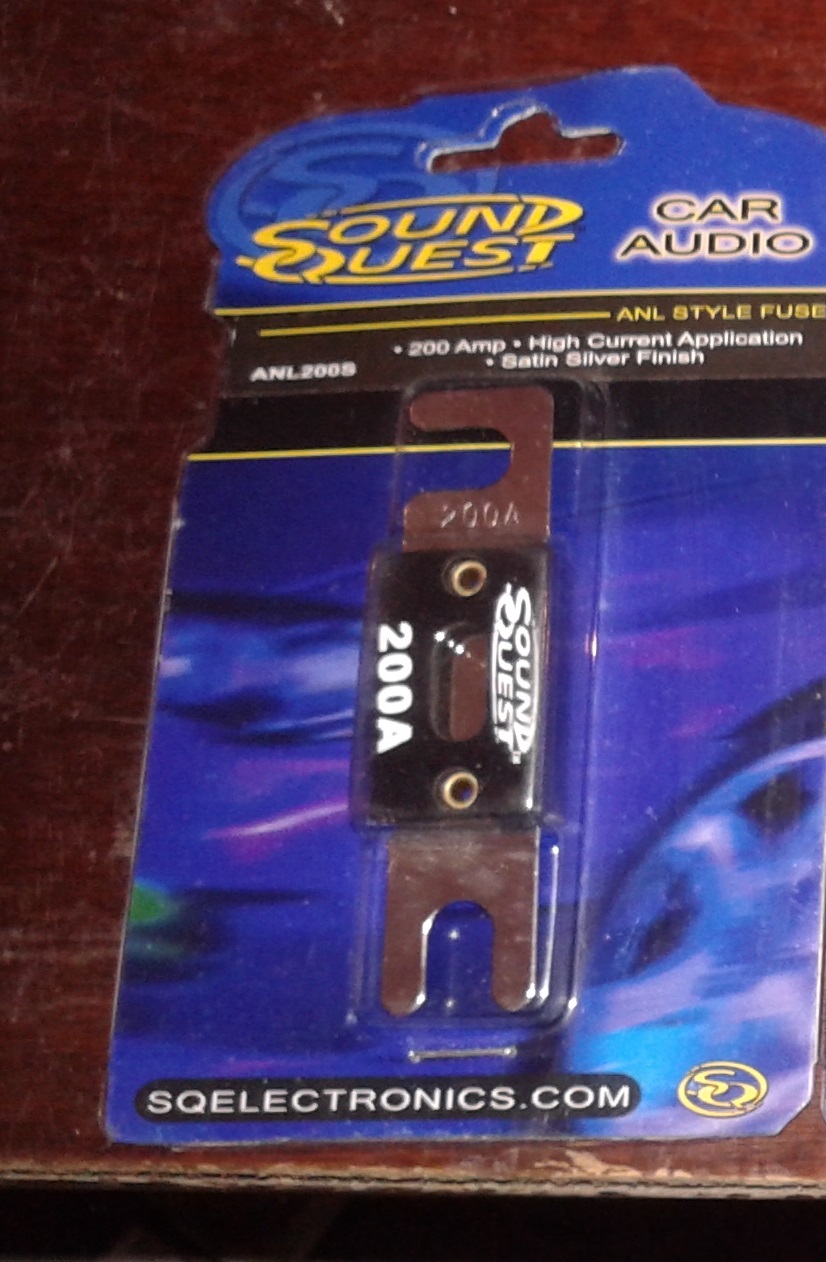 SOUND
QUEST
CAR
AUDIO
ANL STYLE FUSE
• 200 Amp • High Current Application
• Satin Silver Finish
ANL200S
200A
SOUND
QUEST
200A
SQELECTRONICS.COM
SQ